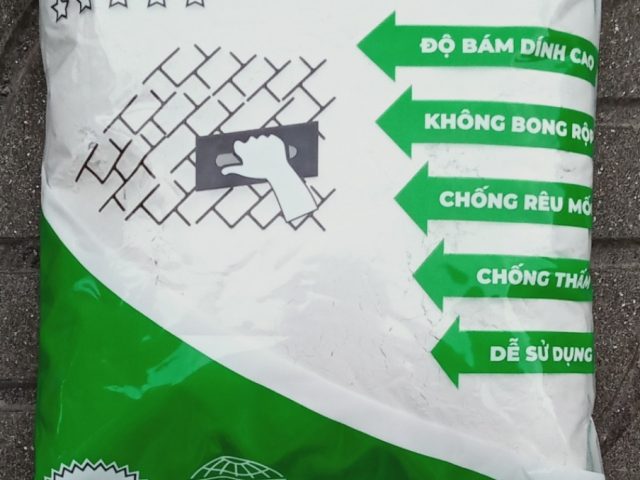 ĐỘ BÁM DÍNH CAO
KHÔNG BONG RỘP
CHỐNG RÊU MỐ
CHỐNG THẤM
DỄ SỬ DỤNG